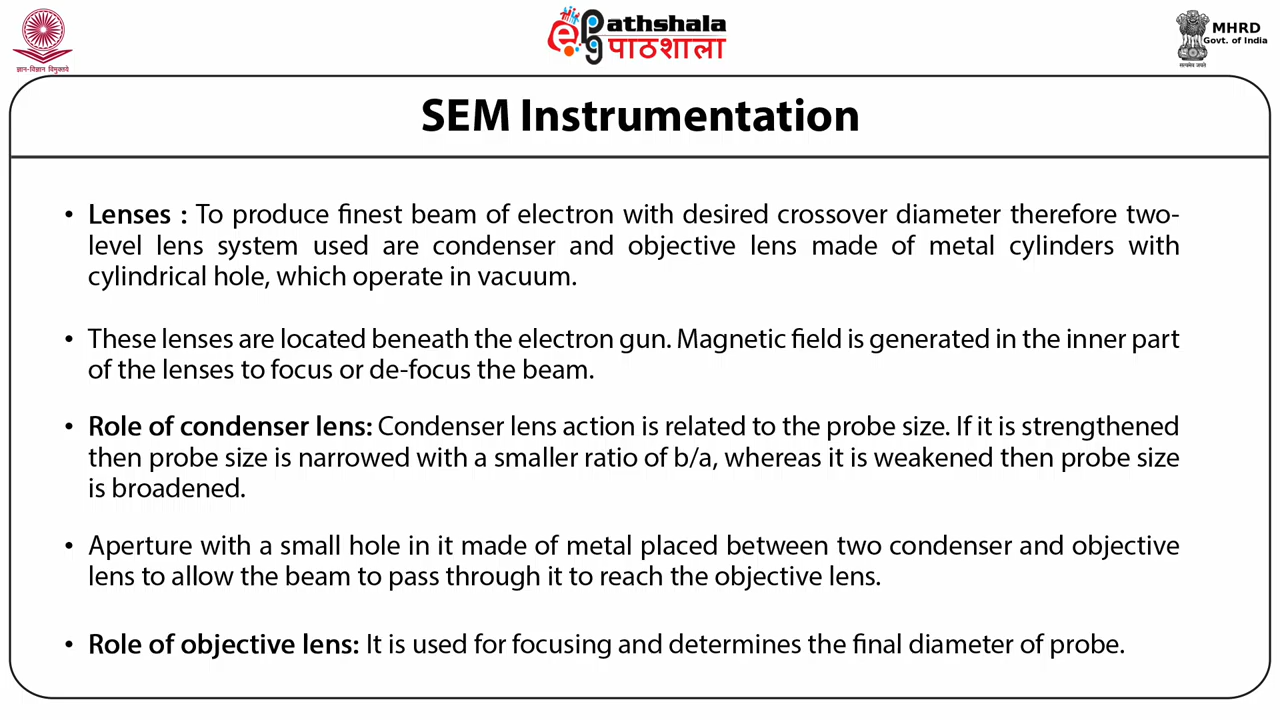 ज्ञान-विज्ञान विमुक्तये
ePathshala
पाठशाला
MHRD
Govt. of India
सत्यमेव जयते
SEM Instrumentation
• Lenses : To produce finest beam of electron with desired crossover diameter therefore two-
level lens system used are condenser and objective lens made of metal cylinders with
cylindrical hole, which operate in vacuum.
• These lenses are located beneath the electron gun. Magnetic field is generated in the inner part
of the lenses to focus or de-focus the beam.
• Role of condenser lens: Condenser lens action is related to the probe size. If it is strengthened
then probe size is narrowed with a smaller ratio of b/a, whereas it is weakened then probe size
is broadened.
• Aperture with a small hole in it made of metal placed between two condenser and objective
lens to allow the beam to pass through it to reach the objective lens.
• Role of objective lens: It is used for focusing and determines the final diameter of probe.